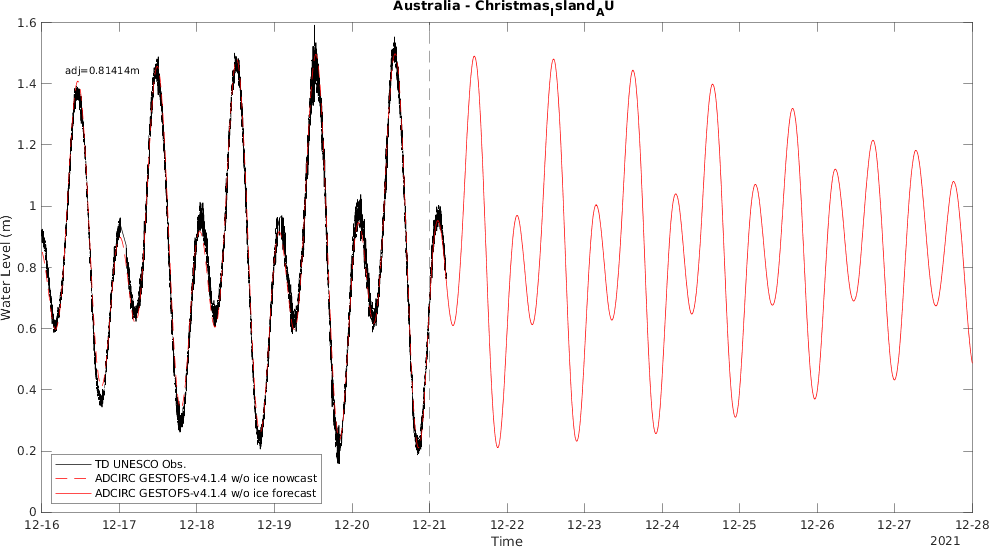 Australia - Christmas_Island_AU
1.6
adj=0.81414m
1.4
1.2
1
0.8
0.6
0.4
0.2
0
Water Level (m)
TD UNESCO Obs.
ADCIRC GESTOFS-v4.1.4 w/o ice nowcast
ADCIRC GESTOFS-v4.1.4 w/o ice forecast
12-16 12-17 12-18 12-19 12-20 12-21 12-22 12-23 12-24 12-25 12-26 12-27 12-28
Time
2021